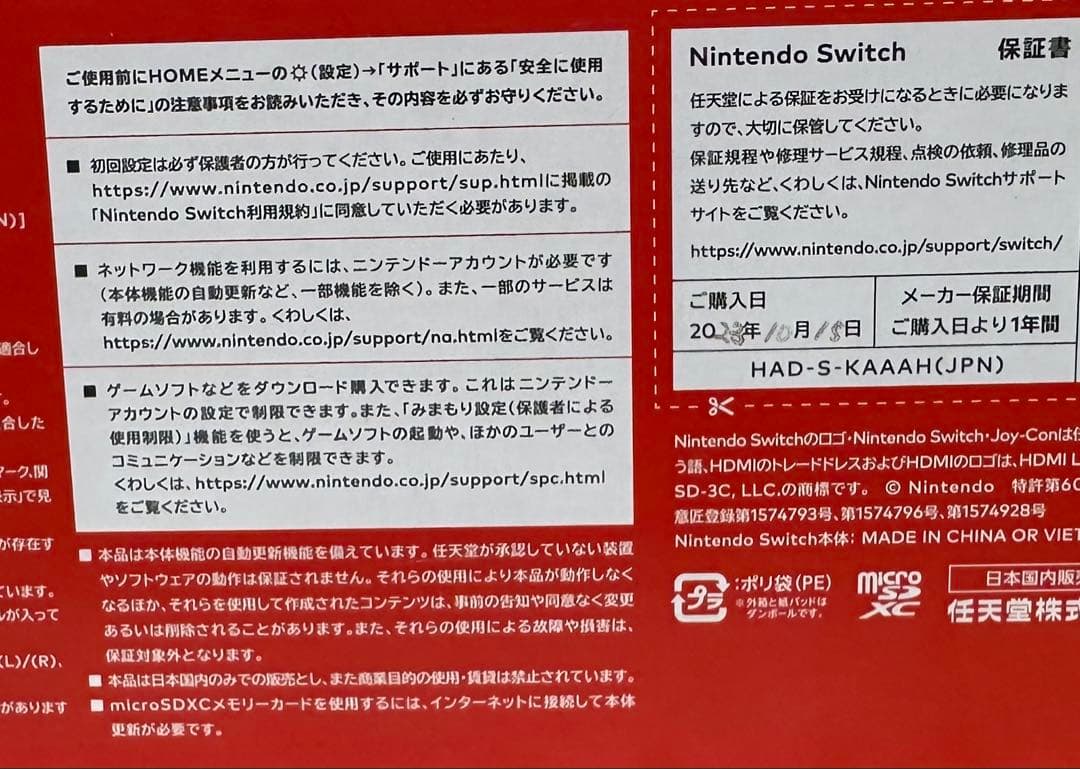 N)]
適合し
合した
マーク、関
示」で見
が存在す
ています。
ルが入って
(L)/(R)、
があります
ご使用前にHOMEメニューの(設定)→「サポート」にある「安全に使用
するために」の注意事項をお読みいただき、その内容を必ずお守りください。
■ 初回設定は必ず保護者の方が行ってください。ご使用にあたり、
https://www.nintendo.co.jp/support/sup.htmlに掲載の
「Nintendo Switch利用規約」に同意していただく必要があります。
■ ネットワーク機能を利用するには、ニンテンドーアカウントが必要です
(本体機能の自動更新など、一部機能を除く)。また、一部のサービスは
有料の場合があります。くわしくは、
https://www.nintendo.co.jp/support/na.htmlをご覧ください。
■ ゲームソフトなどをダウンロード購入できます。これはニンテンドー
アカウントの設定で制限できます。また、「みまもり設定(保護者による
使用制限)」機能を使うと、ゲームソフトの起動や、ほかのユーザーとの
コミュニケーションなどを制限できます。
くわしくは、https://www.nintendo.co.jp/support/spc.html
をご覧ください。
■ 本品は本体機能の自動更新機能を備えています。任天堂が承認していない装置
やソフトウェアの動作は保証されません。それらの使用により本品が動作しなく
なるほか、それらを使用して作成されたコンテンツは、事前の告知や同意なく変更
あるいは削除されることがあります。また、それらの使用による故障や損害は、
保証対象外となります。
■ 本品は日本国内のみでの販売とし、また商業目的の使用・賃貸は禁止されています。
■ microSDXCメモリーカードを使用するには、インターネットに接続して本体
更新が必要です。
Nintendo Switch 保証書
任天堂による保証をお受けになるときに必要になりま
すので、大切に保管してください。
保証規程や修理サービス規程、点検の依頼、修理品の
送り先など、くわしくは、Nintendo Switchサポート
サイトをご覧ください。
https://www.nintendo.co.jp/support/switch/
ご購入日
2023年10月15日
メーカー保証期間
ご購入日より1年間
HAD-S-KAAAH(JPN)
Nintendo Switchのロゴ・Nintendo Switch・Joy-Conは任
う語、HDMIのトレードドレスおよびHDMIのロゴは、HDMI L
SD-3C, LLC.の商標です。 © Nintendo 特許第60
意匠登録第1574793号、第1574796号、第1574928号
Nintendo Switch本体: MADE IN CHINA OR VIET
プラ :ポリ袋(PE)
※外箱と紙パッドは
ダンボールです。
micro SD XC
日本国内販売
任天堂株式